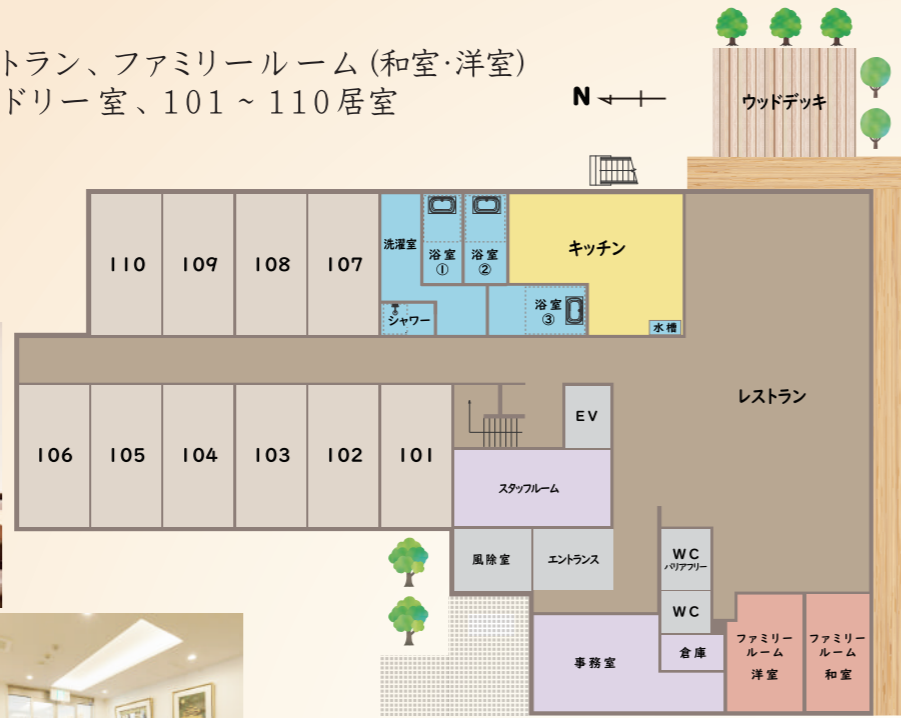 トラン、ファミリールーム(和室·洋室)
ドリー室、101～110居室
N
ウッドデッキ
110
109
108
107
洗濯室
浴室
①
浴室
②
キッチン
シャワー
浴室
③
水槽
レストラン
106
105
104
103
102
101
EV
スタッフルーム
風除室
エントランス
WC
バリアフリー
WC
倉庫
事務室
ファミリー
ルーム
洋室
ファミリー
ルーム
和室